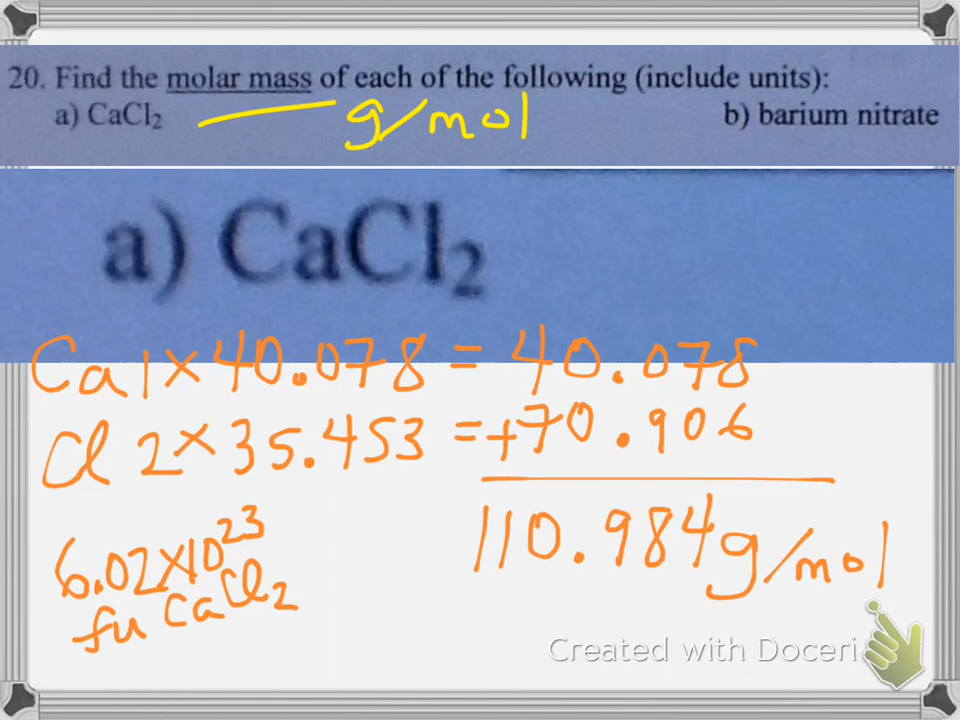 20. Find the molar mass of each of the following (include units):
a) CaCl₂ g/mol b) barium nitrate
a) CaCl₂
Ca 1 × 40.078 = 40.078
Cl 2 × 35.453 = +70.906
110.984 g/mol
6.02 × 10²³
fu CaCl₂
Created with Doceri